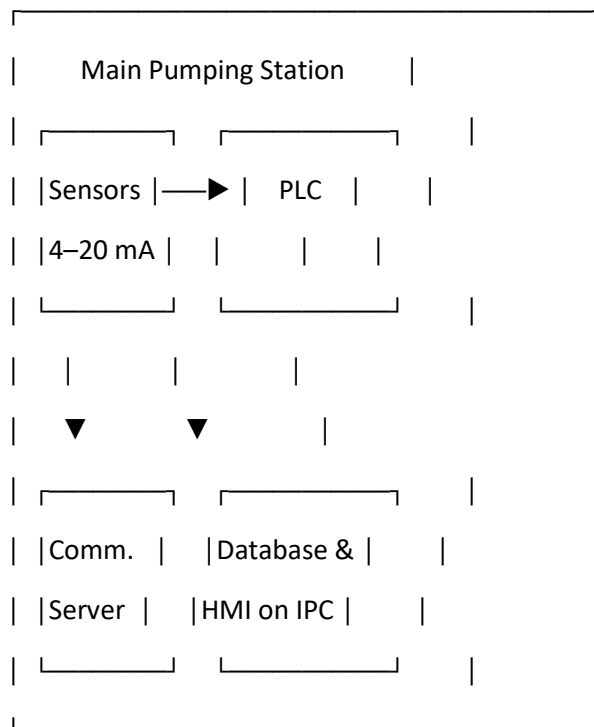 Main Pumping Station
Sensors PLC
4–20 mA
Comm. Database &
Server HMI on IPC